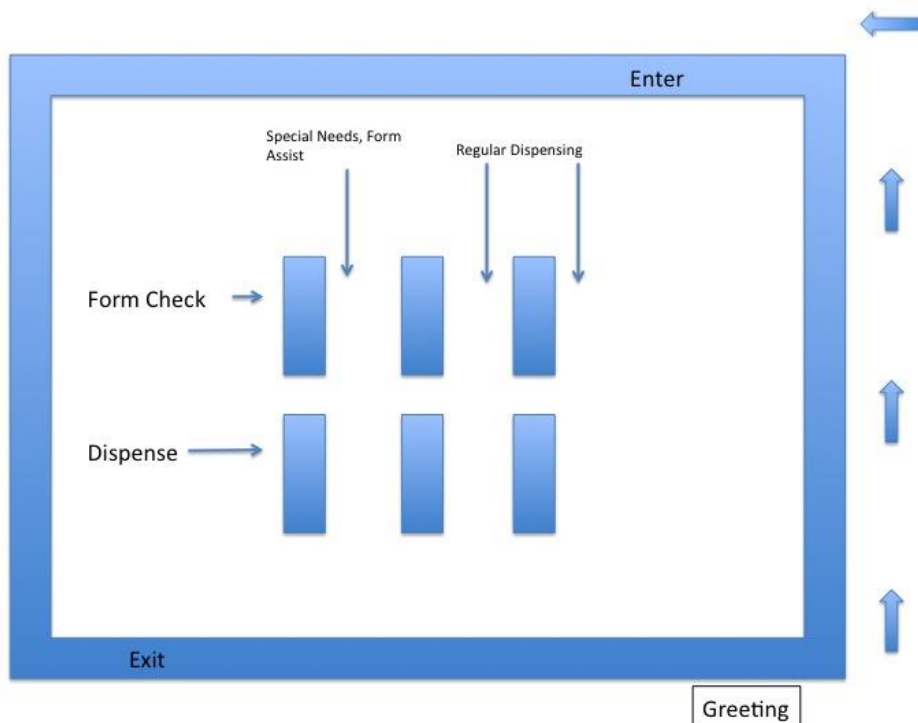 Enter
Special Needs, Form
Assist
Regular Dispensing
Form Check
Dispense
Exit
Greeting